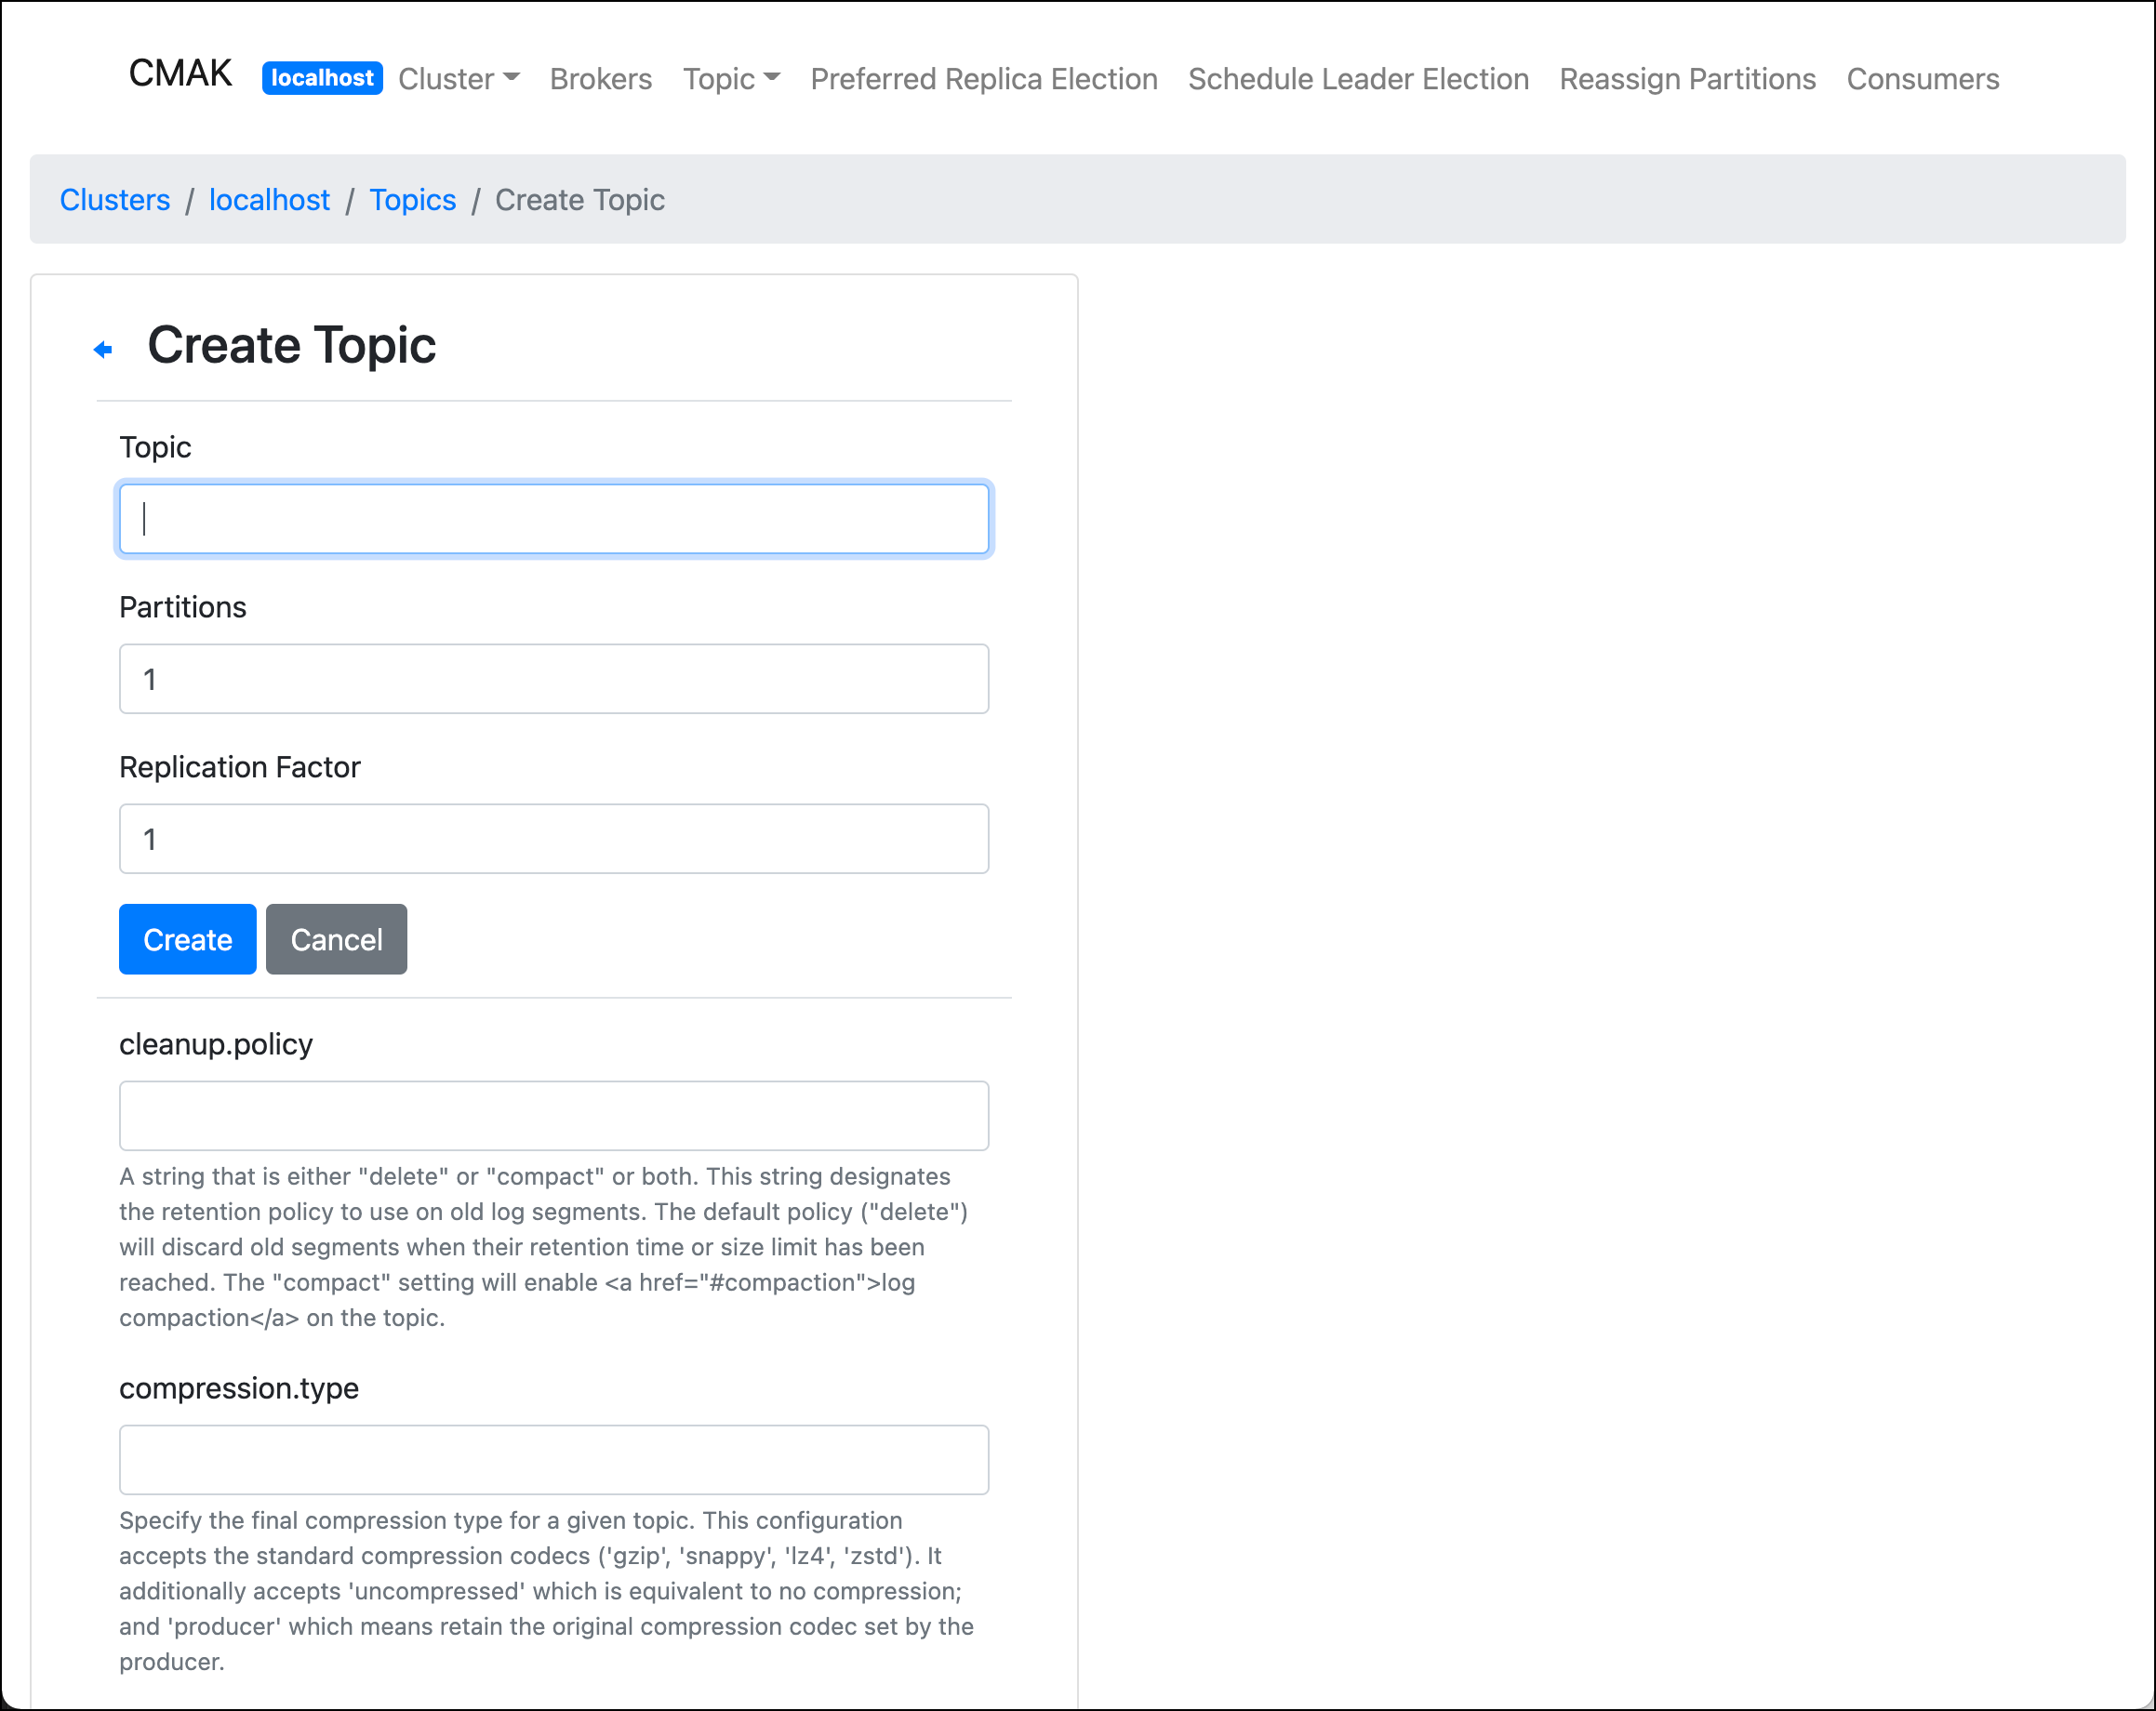 CMAK localhost Cluster Brokers Topic Preferred Replica Election Schedule Leader Election Reassign Partitions Consumers
Clusters / localhost / Topics / Create Topic
Create Topic
Topic
Partitions
1
Replication Factor
1
Create Cancel
cleanup.policy
A string that is either "delete" or "compact" or both. This string designates
the retention policy to use on old log segments. The default policy ("delete")
will discard old segments when their retention time or size limit has been
reached. The "compact" setting will enable <a href="#compaction">log
compaction</a> on the topic.
compression.type
Specify the final compression type for a given topic. This configuration
accepts the standard compression codecs ('gzip', 'snappy', 'lz4', 'zstd'). It
additionally accepts 'uncompressed' which is equivalent to no compression;
and 'producer' which means retain the original compression codec set by the
producer.